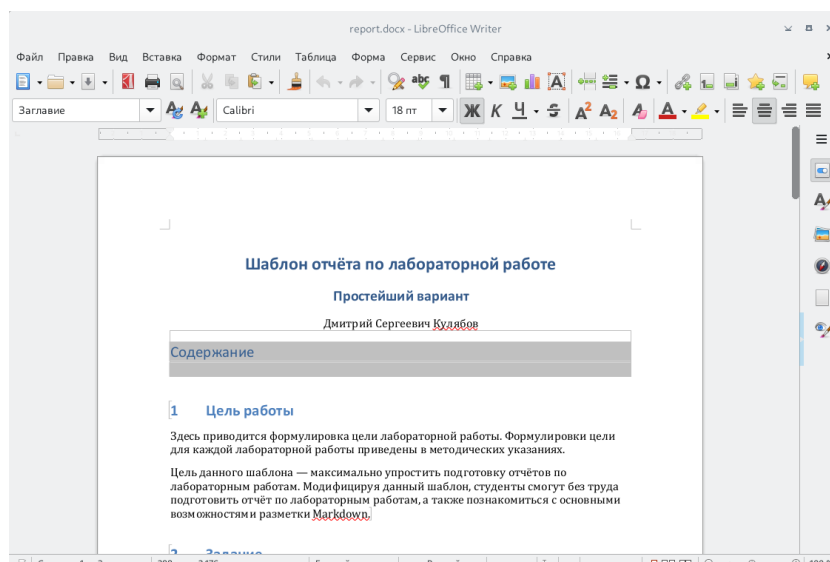 report.docx - LibreOffice Writer
Файл Правка Вид Вставка Формат Стили Таблица Форма Сервис Окно Справка
Заглавие Calibri 18 пт Ж К Ч S A² A₂ A
Шаблон отчёта по лабораторной работе
Простейший вариант
Дмитрий Сергеевич Кулябов
Содержание
1 Цель работы
Здесь приводится формулировка цели лабораторной работы. Формулировки цели
для каждой лабораторной работы приведены в методических указаниях.
Цель данного шаблона — максимально упростить подготовку отчётов по
лабораторным работам. Модифицируя данный шаблон, студенты смогут без труда
подготовить отчёт по лабораторным работам, а также познакомиться с основными
возможностями разметки Markdown.
2 Задание